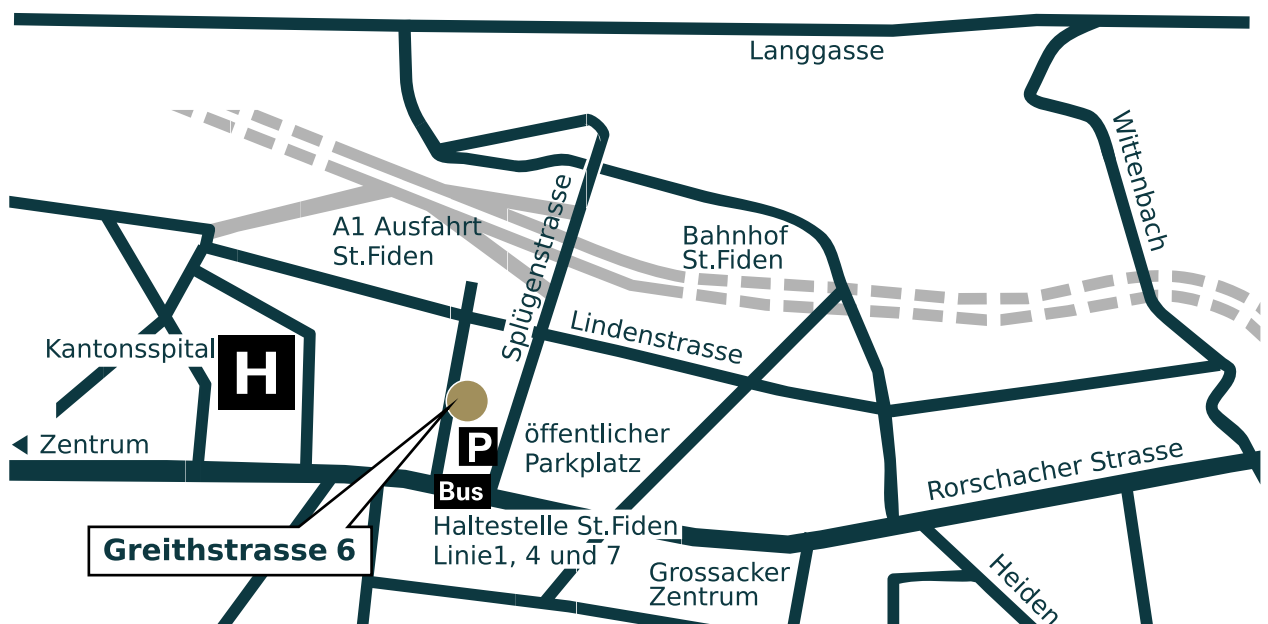 Langgasse
Wittenbach
A1 Ausfahrt
St.Fiden
Splügenstrasse
Bahnhof
St.Fiden
Lindenstrasse
Kantonsspital
H
Zentrum
P
öffentlicher
Parkplatz
Bus
Rorschacher Strasse
Haltestelle St.Fiden
Linie1, 4 und 7
Greithstrasse 6
Grossacker
Zentrum
Heiden